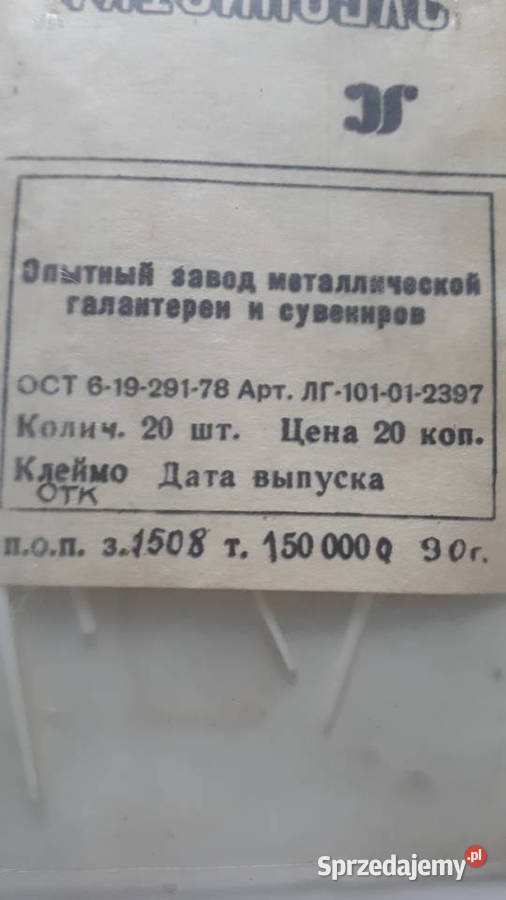 Опытный завод металлической
галантереи и сувениров
ОСТ 6-19-291-78 Арт. ЛГ-101-01-2397
Колич. 20 шт. Цена 20 коп.
Клеймо Дата выпуска
ОТК
п.о.п. з.1508 т. 150 000 90г.
Sprzedajemy.pl